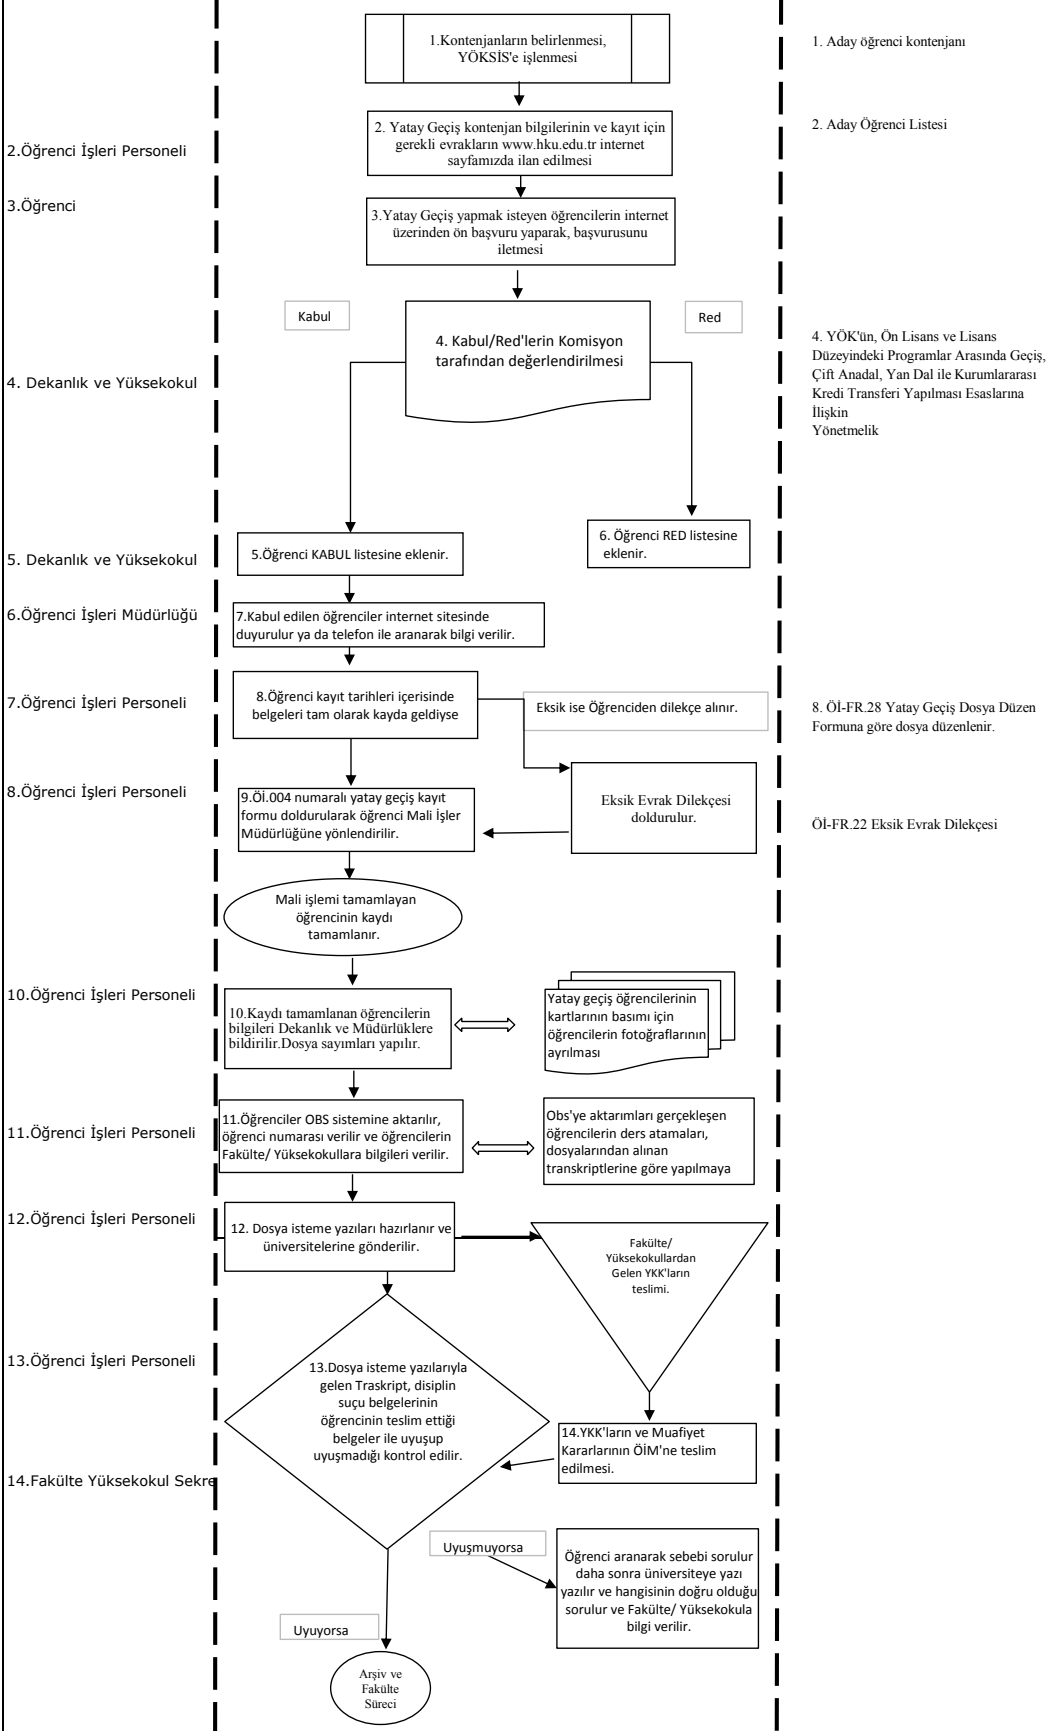 1.Kontenjanların belirlenmesi,
YÖKSİS'e işlenmesi
1. Aday öğrenci kontenjanı
2.Öğrenci İşleri Personeli
2. Yatay Geçiş kontenjan bilgilerinin ve kayıt için
gerekli evrakların www.hku.edu.tr internet
sayfamızda ilan edilmesi
2. Aday Öğrenci Listesi
3.Öğrenci
3.Yatay Geçiş yapmak isteyen öğrencilerin internet
üzerinden ön başvuru yaparak, başvurusunu
iletmesi
Kabul
Red
4. Dekanlık ve Yüksekokul
4. Kabul/Red'lerin Komisyon
tarafından değerlendirilmesi
4. YÖK'ün, Ön Lisans ve Lisans
Düzeyindeki Programlar Arasında Geçiş,
Çift Anadal, Yan Dal ile Kurumlararası
Kredi Transferi Yapılması Esaslarına
İlişkin
Yönetmelik
5. Dekanlık ve Yüksekokul
5.Öğrenci KABUL listesine eklenir.
6. Öğrenci RED listesine
eklenir.
6.Öğrenci İşleri Müdürlüğü
7.Kabul edilen öğrenciler internet sitesinde
duyurulur ya da telefon ile aranarak bilgi verilir.
7.Öğrenci İşleri Personeli
8.Öğrenci kayıt tarihleri içerisinde
belgeleri tam olarak kayda geldiyse
Eksik ise Öğrenciden dilekçe alınır.
8. Öİ-FR.28 Yatay Geçiş Dosya Düzen
Formuna göre dosya düzenlenir.
8.Öğrenci İşleri Personeli
9.Öİ.004 numaralı yatay geçiş kayıt
formu doldurularak öğrenci Mali İşler
Müdürlüğüne yönlendirilir.
Eksik Evrak Dilekçesi
doldurulur.
Öİ-FR.22 Eksik Evrak Dilekçesi
Mali işlemi tamamlayan
öğrencinin kaydı
tamamlanır.
10.Öğrenci İşleri Personeli
10.Kaydı tamamlanan öğrencilerin
bilgileri Dekanlık ve Müdürlüklere
bildirilir.Dosya sayımları yapılır.
Yatay geçiş öğrencilerinin
kartlarının basımı için
öğrencilerin fotoğraflarının
ayrılması
11.Öğrenci İşleri Personeli
11.Öğrenciler OBS sistemine aktarılır,
öğrenci numarası verilir ve öğrencilerin
Fakülte/ Yüksekokullara bilgileri verilir.
Obs'ye aktarımları gerçekleşen
öğrencilerin ders atamaları,
dosyalarından alınan
transkriptlerine göre yapılmaya
12.Öğrenci İşleri Personeli
12. Dosya isteme yazıları hazırlanır ve
üniversitelerine gönderilir.
Fakülte/
Yüksekokullardan
Gelen YKK'ların
teslimi.
13.Öğrenci İşleri Personeli
13.Dosya isteme yazılarıyla
gelen Traskript, disiplin
suçu belgelerinin
öğrencinin teslim ettiği
belgeler ile uyuşup
uyuşmadığı kontrol edilir.
14.YKK'ların ve Muafiyet
Kararlarının ÖİM'ne teslim
edilmesi.
14.Fakülte Yüksekokul Sekre
Uyuşmuyorsa
Öğrenci aranarak sebebi sorulur
daha sonra üniversiteye yazı
yazılır ve hangisinin doğru olduğu
sorulur ve Fakülte/ Yüksekokula
bilgi verilir.
Uyuyorsa
Arşiv ve
Fakülte
Süreci